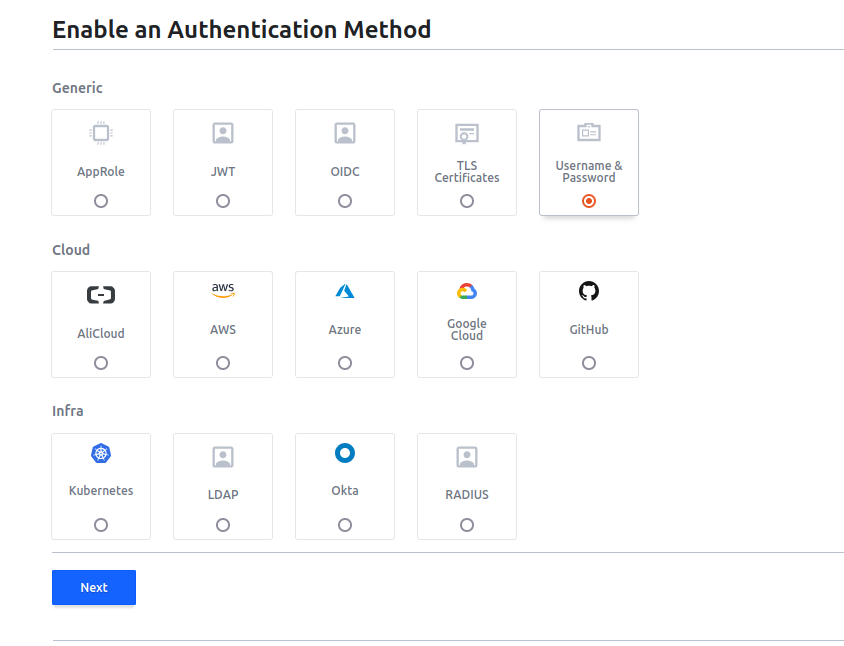 Enable an Authentication Method
Generic
AppRole
JWT
OIDC
TLS
Certificates
Username &
Password
Cloud
AliCloud
aws
AWS
Azure
Google
Cloud
GitHub
Infra
Kubernetes
LDAP
Okta
RADIUS
Next